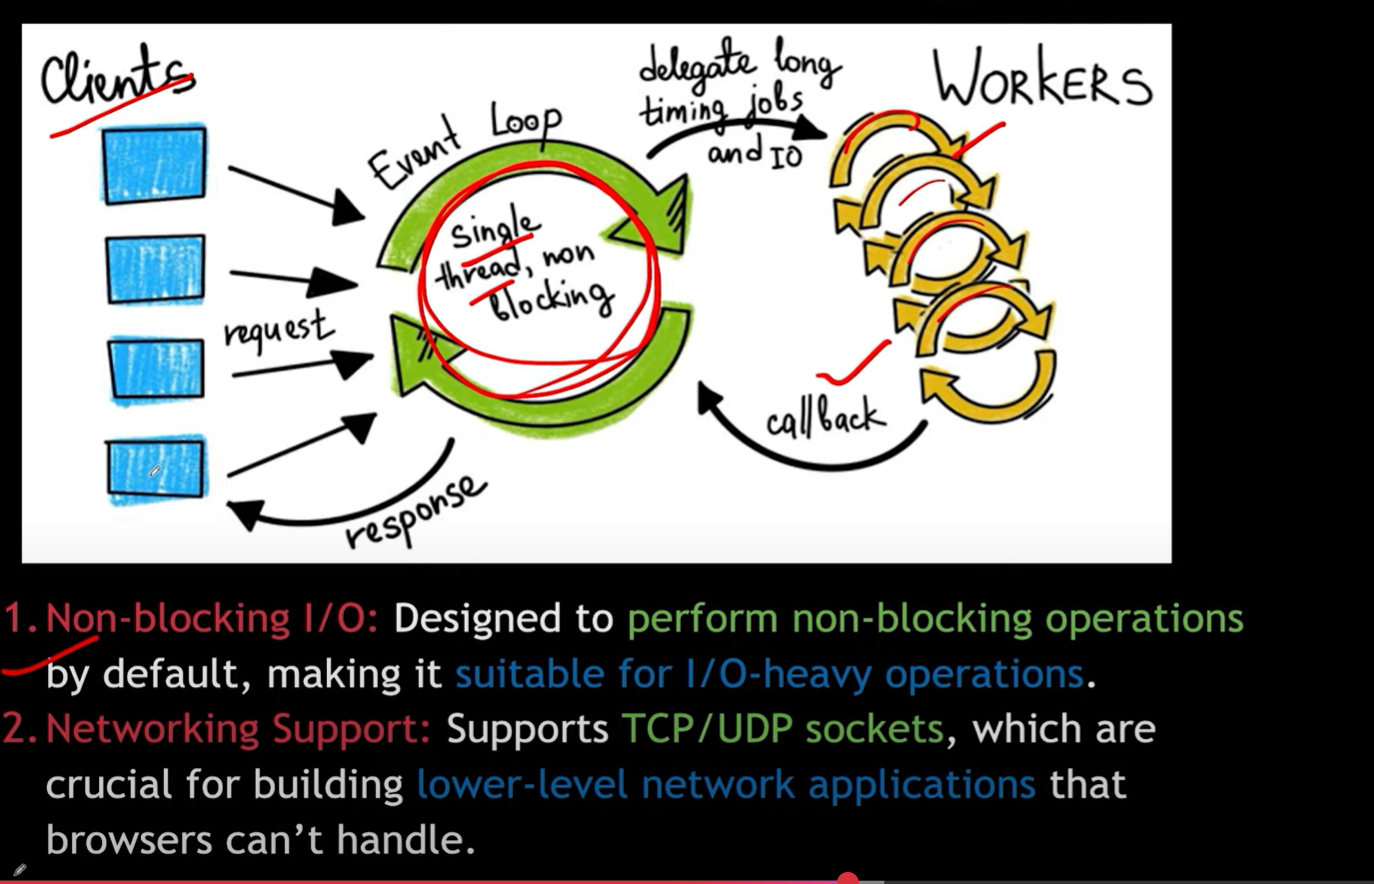 Clients
Event Loop
delegate long
timing jobs
and IO
WORKERS
single
thread, non
blocking
request
callback
response
1. Non-blocking I/O: Designed to perform non-blocking operations
by default, making it suitable for I/O-heavy operations.
2. Networking Support: Supports TCP/UDP sockets, which are
crucial for building lower-level network applications that
browsers can’t handle.